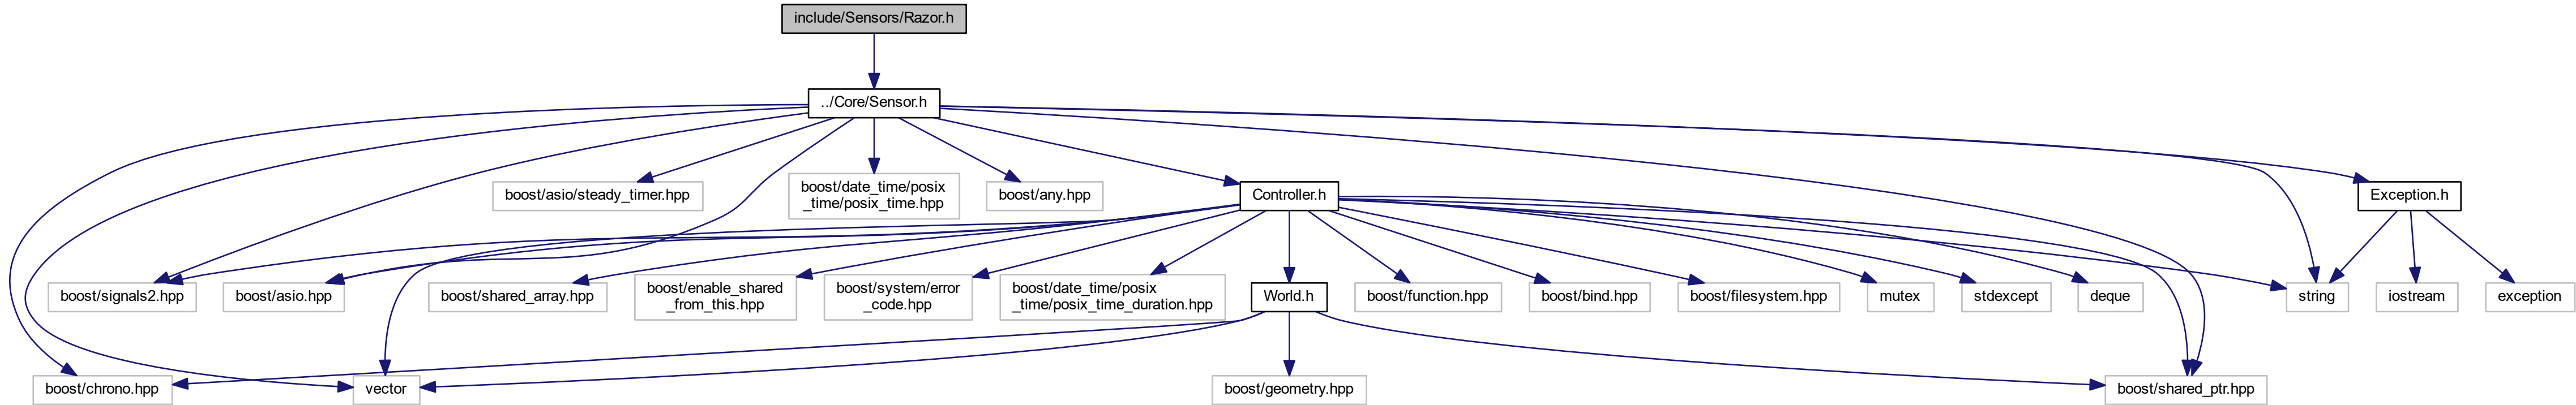 include/Sensors/Razor.h
../Core/Sensor.h
boost/asio/steady_timer.hpp
boost/date_time/posix
_time/posix_time.hpp
boost/any.hpp
Controller.h
Exception.h
boost/signals2.hpp
boost/asio.hpp
boost/shared_array.hpp
boost/enable_shared
_from_this.hpp
boost/system/error
_code.hpp
boost/date_time/posix
_time/posix_time_duration.hpp
World.h
boost/function.hpp
boost/bind.hpp
boost/filesystem.hpp
mutex
stdexcept
deque
string
iostream
exception
boost/chrono.hpp
vector
boost/geometry.hpp
boost/shared_ptr.hpp